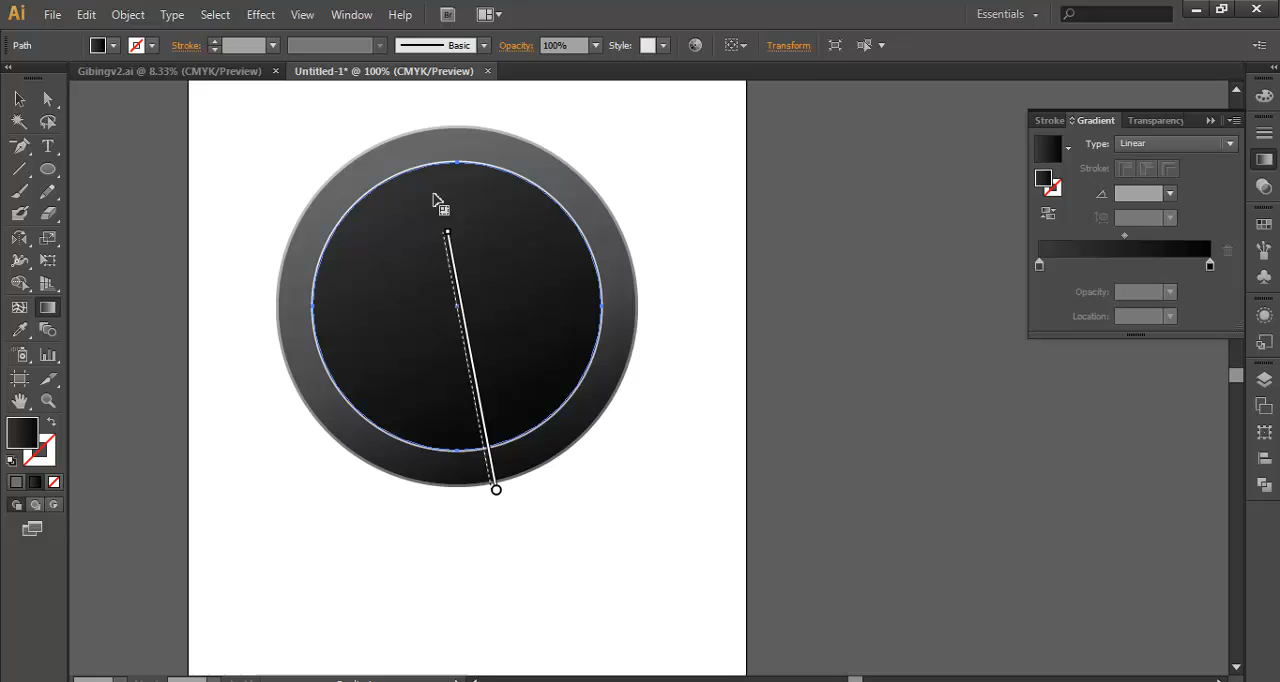 Ai File Edit Object Type Select Effect View Window Help Br Essentials
Path Stroke: Basic Opacity: 100% Style: Transform
Gibingv2.ai @ 8.33% (CMYK/Preview) × Untitled-1* @ 100% (CMYK/Preview) ×
Stroke Gradient Transparency
Type: Linear
Stroke:
Opacity:
Location: